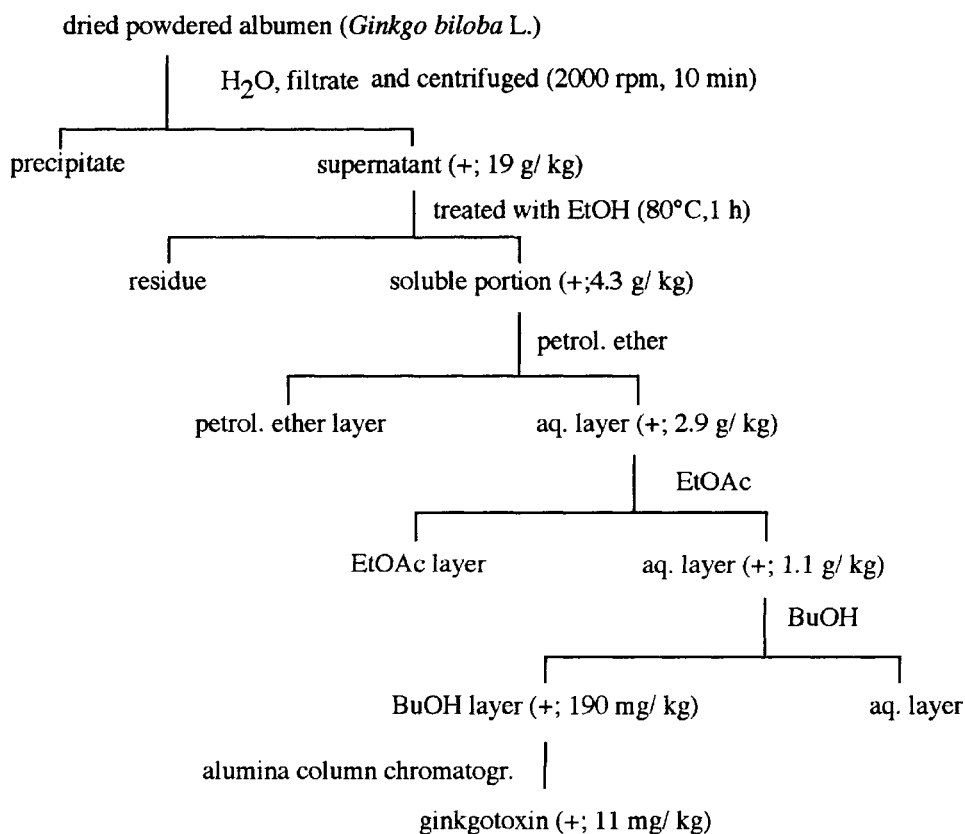 dried powdered albumen (Ginkgo biloba L.)
H2O, filtrate and centrifuged (2000 rpm, 10 min)
precipitate supernatant (+; 19 g/ kg)
treated with EtOH (80°C,1 h)
residue soluble portion (+;4.3 g/ kg)
petrol. ether
petrol. ether layer aq. layer (+; 2.9 g/ kg)
EtOAc
EtOAc layer aq. layer (+; 1.1 g/ kg)
BuOH
BuOH layer (+; 190 mg/ kg) aq. layer
alumina column chromatogr.
ginkgotoxin (+; 11 mg/ kg)